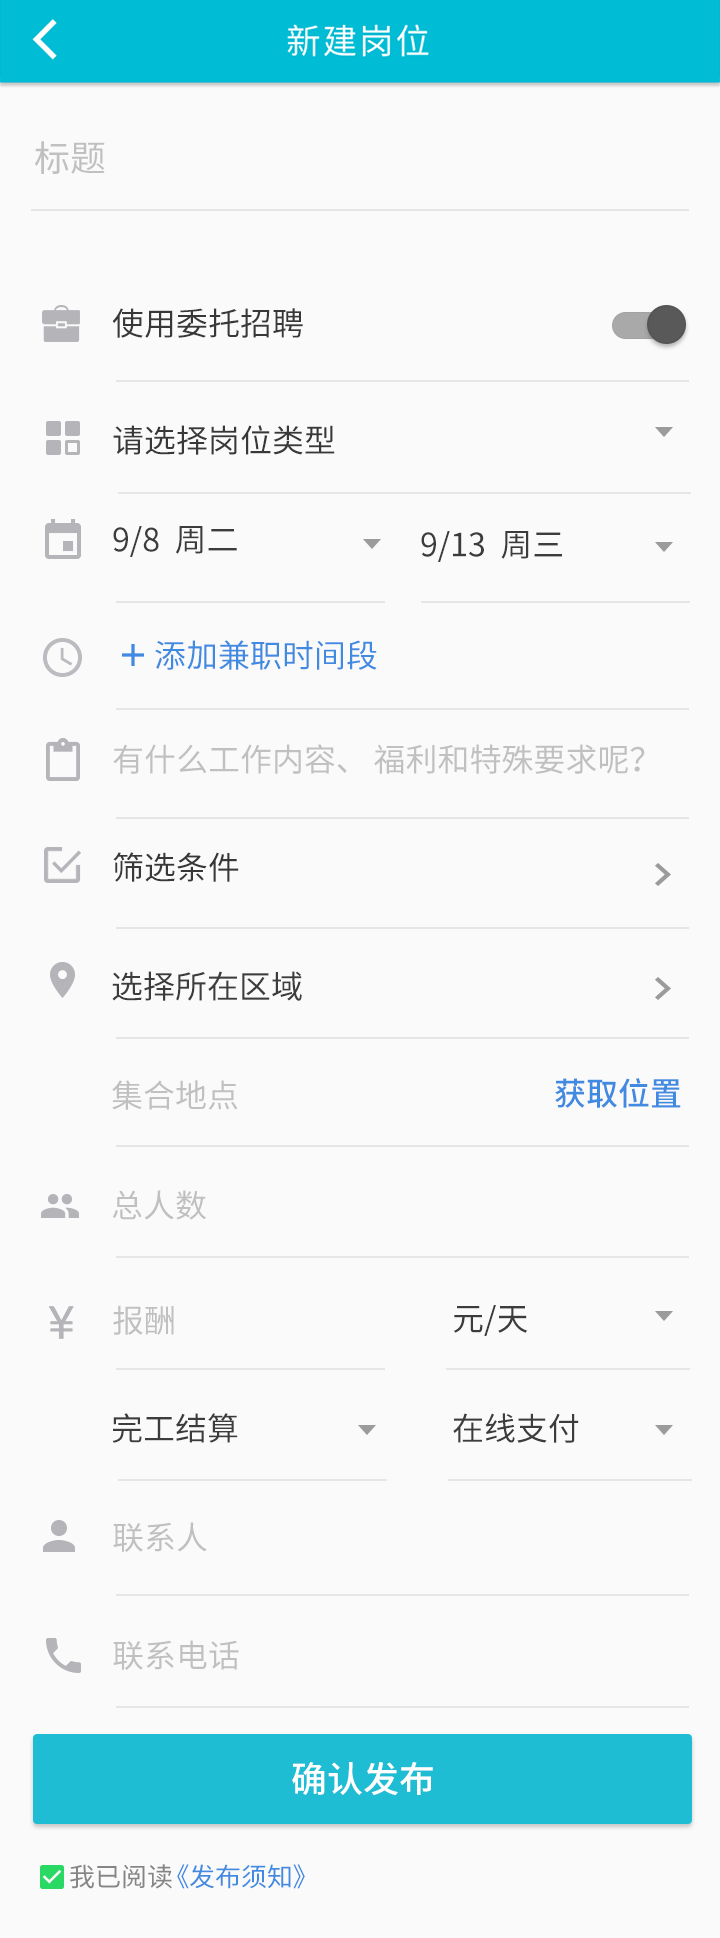 新建岗位
标题
使用委托招聘
请选择岗位类型
9/8 周二 9/13 周三
+ 添加兼职时间段
有什么工作内容、 福利和特殊要求呢？
筛选条件
选择所在区域
集合地点 获取位置
总人数
¥ 报酬 元/天
完工结算 在线支付
联系人
联系电话
确认发布
我已阅读《发布须知》